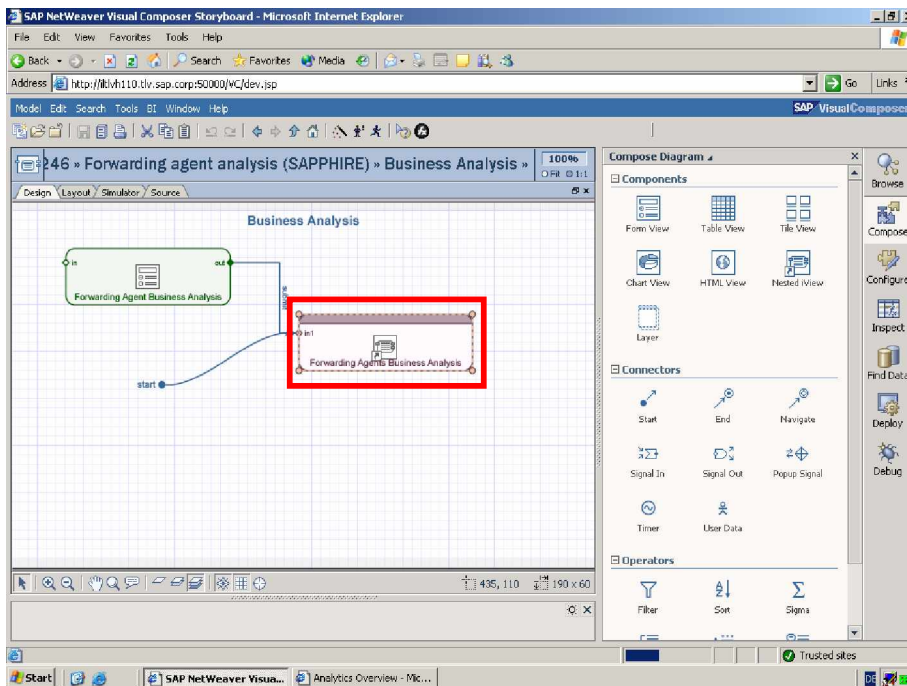 SAP NetWeaver Visual Composer Storyboard - Microsoft Internet Explorer
File Edit View Favorites Tools Help
Back Search Favorites Media
Address http://iltlvh110.tlv.sap.corp:50000/VC/dev.jsp Go Links
Model Edit Search Tools BI Window Help SAP VisualComposer
246 » Forwarding agent analysis (SAPPHIRE) » Business Analysis » 100%
Fit 1:1
Design Layout Simulator Source
Business Analysis
in out
Forwarding Agent Business Analysis
submit
in1
Forwarding Agents Business Analysis
start
435, 110 190 x 60
Compose Diagram
Components
Form View Table View Tile View
Chart View HTML View Nested iView
Layer
Connectors
Start End Navigate
Signal In Signal Out Popup Signal
Timer User Data
Operators
Filter Sort Sigma
Browse
Compose
Configure
Inspect
Find Data
Deploy
Debug
Trusted sites
Start SAP NetWeaver Visua... Analytics Overview - Mic... DE